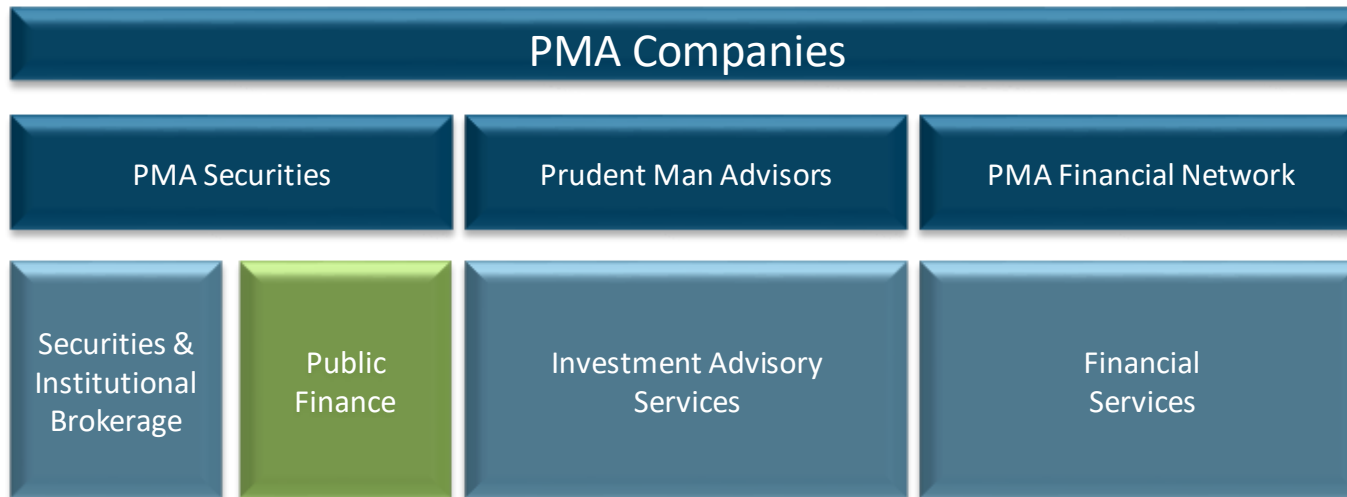 PMA Companies
PMA Securities
Prudent Man Advisors
PMA Financial Network
Securities &
Institutional
Brokerage
Public
Finance
Investment Advisory
Services
Financial
Services